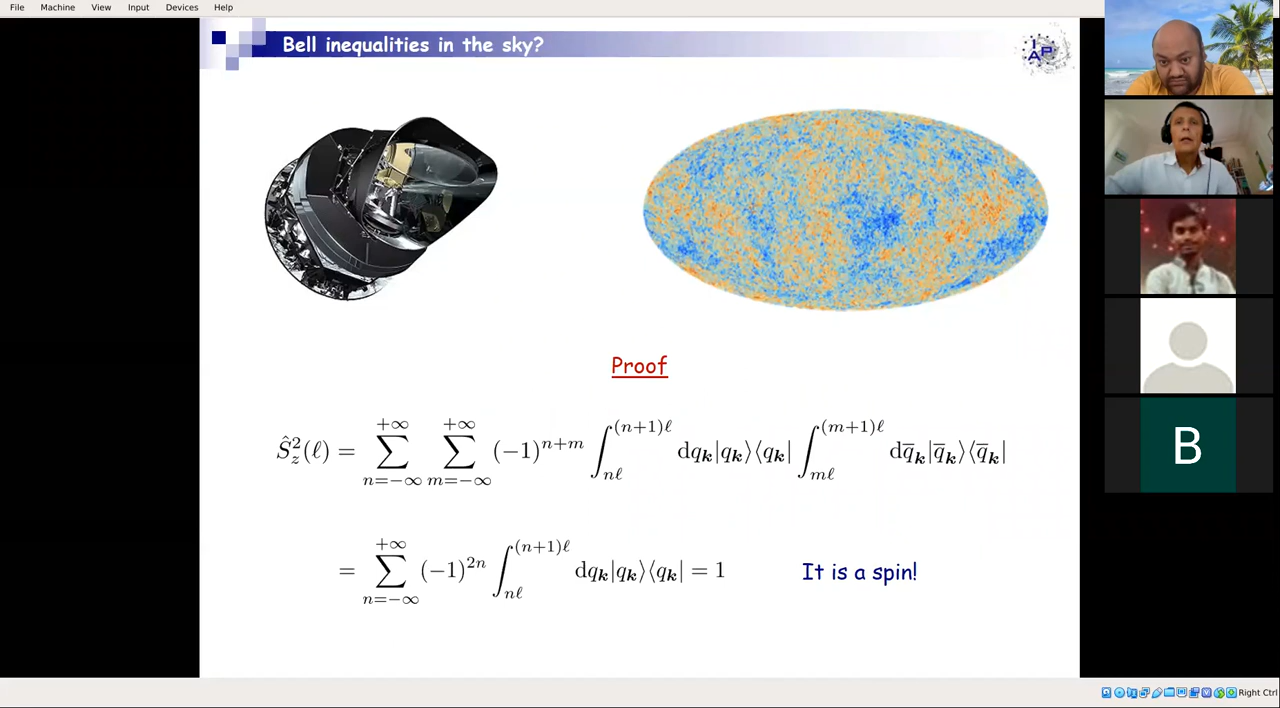 File Machine View Input Devices Help
Bell inequalities in the sky?
IAP
Proof
$\hat{S}_z^2(\ell) = \sum_{n=-\infty}^{+\infty} \sum_{m=-\infty}^{+\infty} (-1)^{n+m} \int_{n\ell}^{(n+1)\ell} \mathrm{d}q_{\boldsymbol{k}} |q_{\boldsymbol{k}}\rangle\langle q_{\boldsymbol{k}}| \int_{m\ell}^{(m+1)\ell} \mathrm{d}\overline{q}_{\boldsymbol{k}} |\overline{q}_{\boldsymbol{k}}\rangle\langle \overline{q}_{\boldsymbol{k}}|$
$= \sum_{n=-\infty}^{+\infty} (-1)^{2n} \int_{n\ell}^{(n+1)\ell} \mathrm{d}q_{\boldsymbol{k}} |q_{\boldsymbol{k}}\rangle\langle q_{\boldsymbol{k}}| = 1$ It is a spin!
B
Right Ctrl